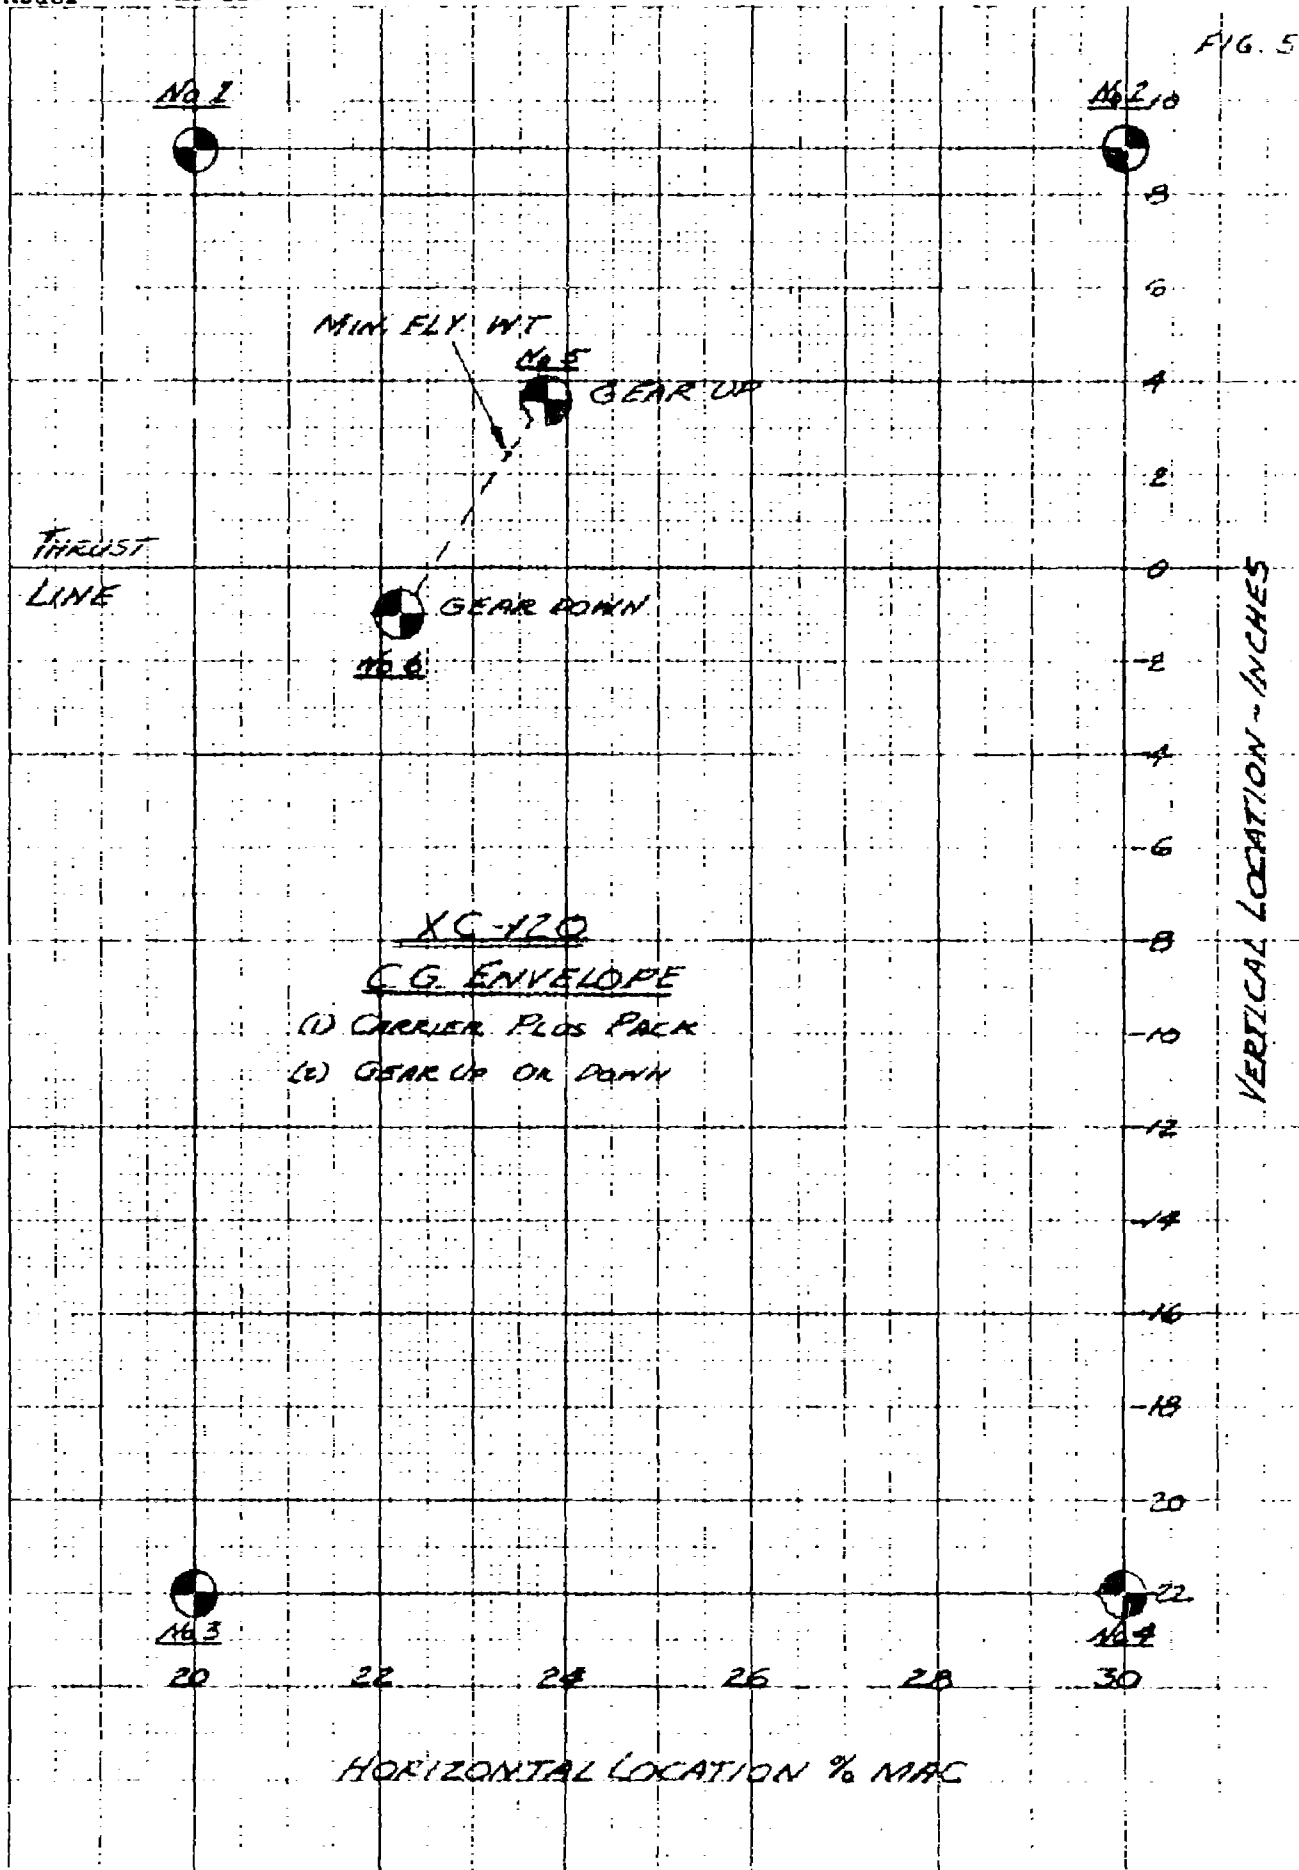 FIG. 5
No 1
No 2
10
8
6
MIN. FLY. WT
No 5
GEAR UP
4
2
THRUST
LINE
0
GEAR DOWN
No 6
-2
-4
-6
XC-120
-8
C.G. ENVELOPE
(1) CARRIER PLUS PACK
-10
(2) GEAR UP OR DOWN
-12
-14
-16
-18
-20
-22
No 3
No 4
20 22 24 26 28 30
VERTICAL LOCATION ~ INCHES
HORIZONTAL LOCATION % MAC